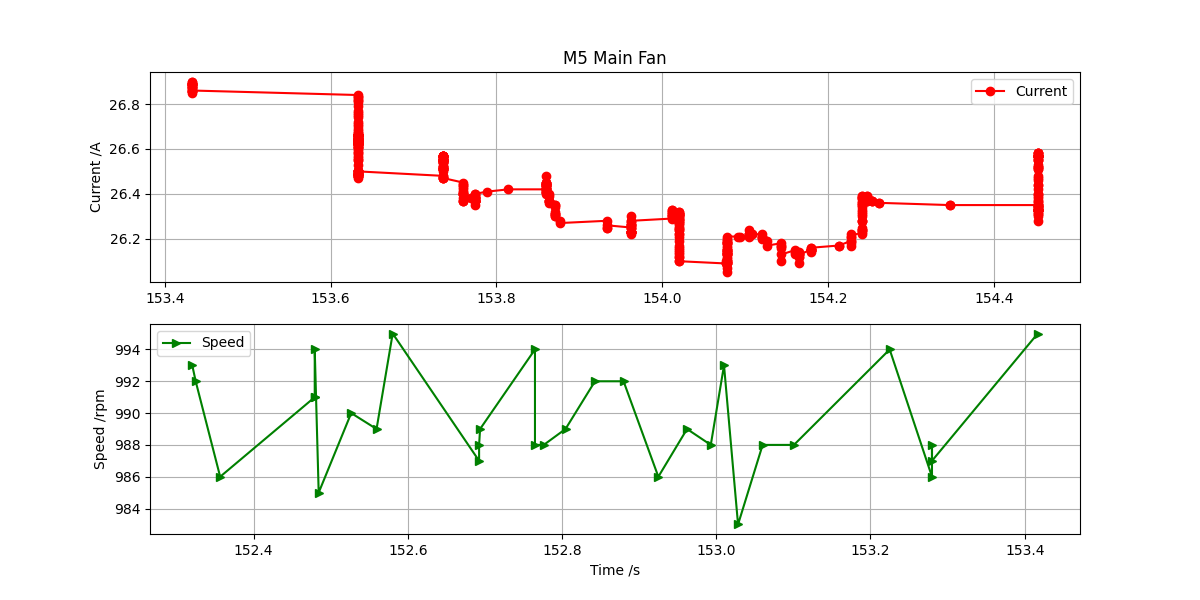 M5 Main Fan
Current /A
26.8
26.6
26.4
26.2
Current
153.4 153.6 153.8 154.0 154.2 154.4
Speed /rpm
994
992
990
988
986
984
Speed
152.4 152.6 152.8 153.0 153.2 153.4
Time /s